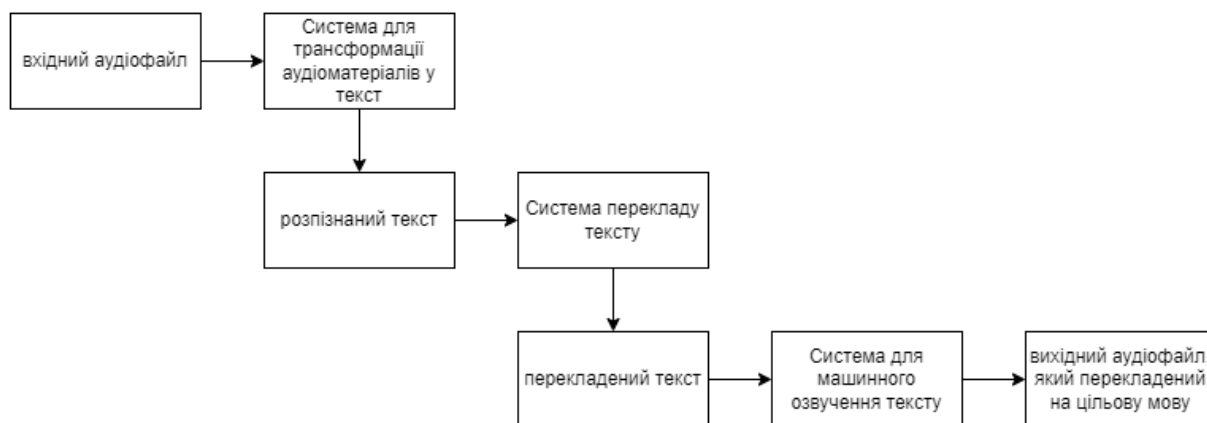 вхідний аудіофайл
Система для
трансформації
аудіоматеріалів у
текст
розпізнаний текст
Система перекладу
тексту
перекладений текст
Система для
машинного
озвучення тексту
вихідний аудіофайл
який перекладений
на цільову мову